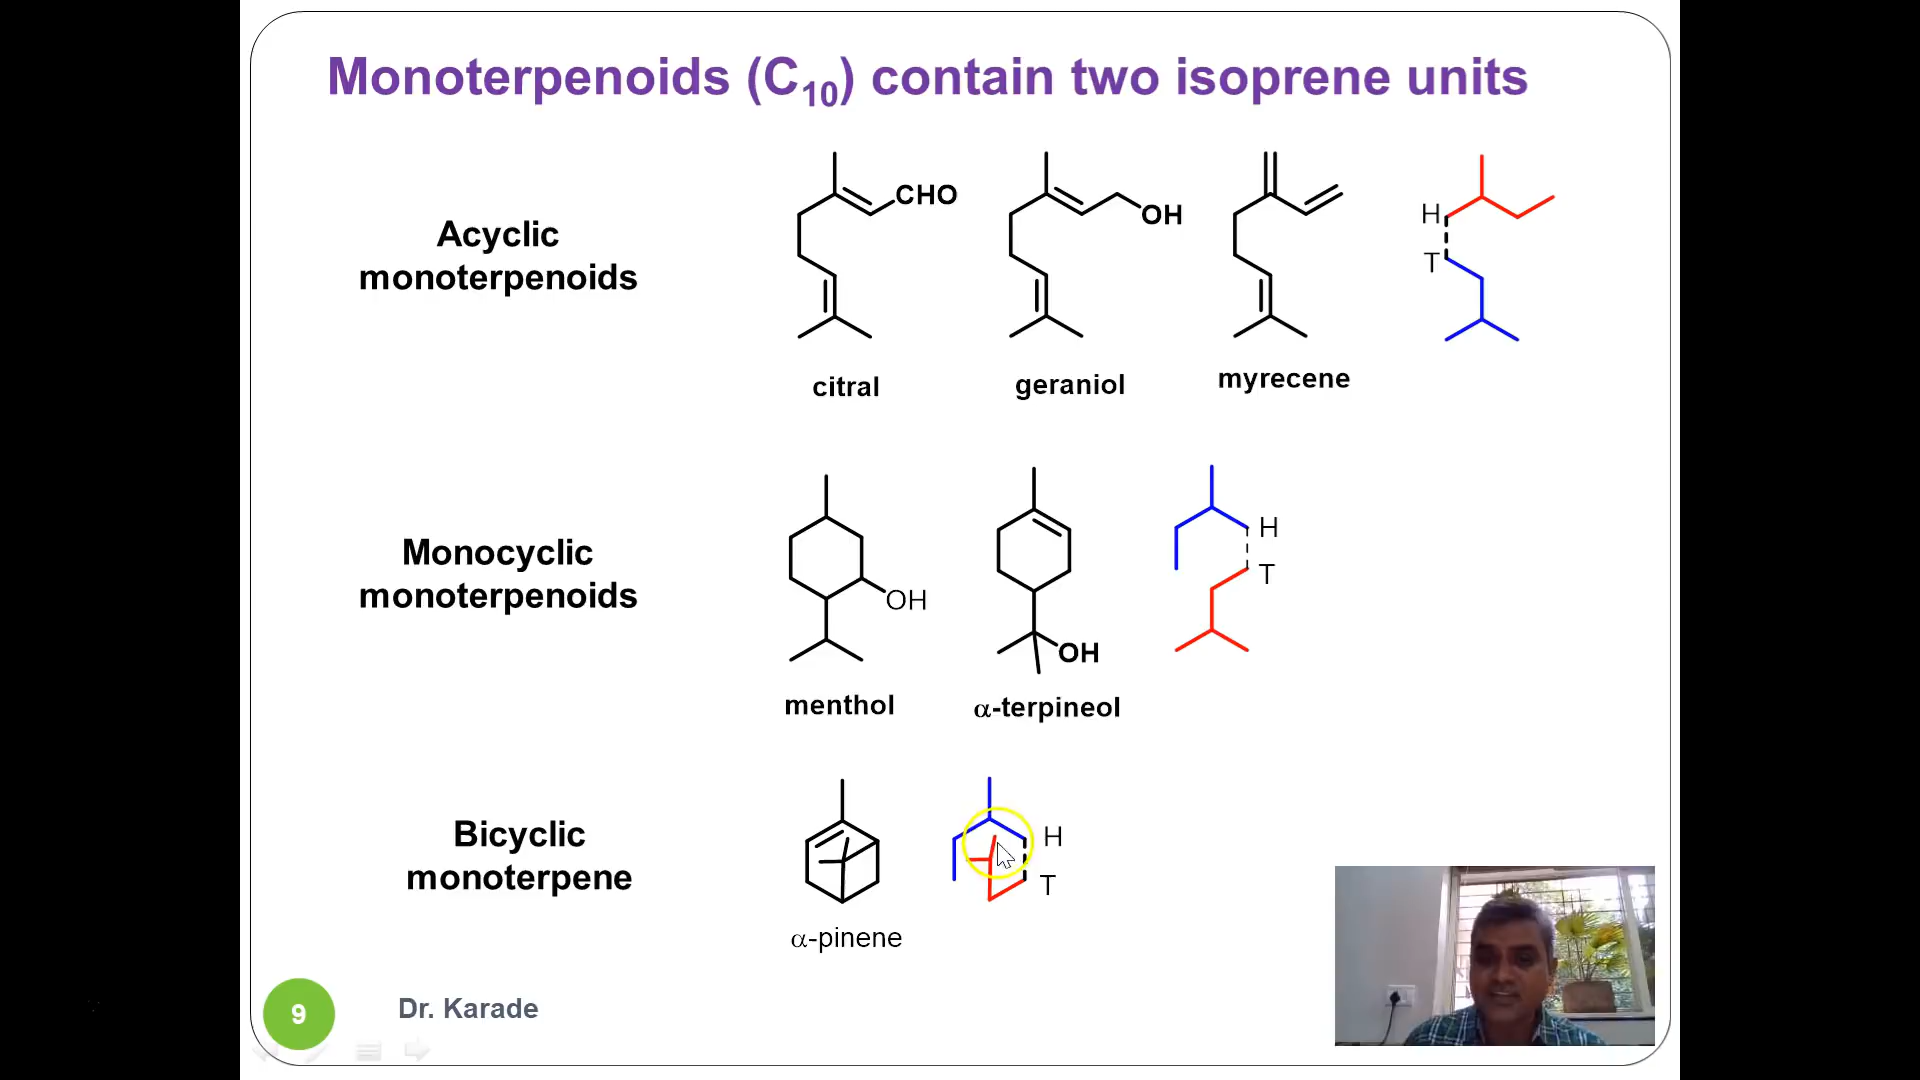 Monoterpenoids (C₁₀) contain two isoprene units
Acyclic
monoterpenoids
CHO
OH
H
T
citral
geraniol
myrecene
Monocyclic
monoterpenoids
OH
OH
H
T
menthol
α-terpineol
Bicyclic
monoterpene
H
T
α-pinene
9
Dr. Karade